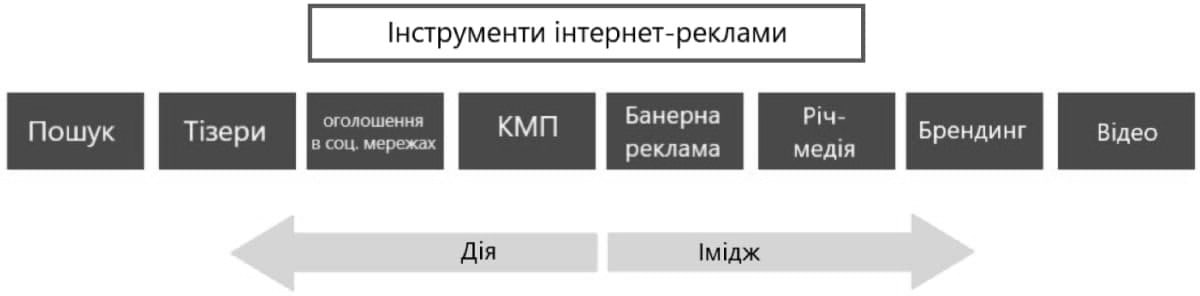 Інструменти інтернет-реклами
Пошук
Тізери
оголошення
в соц. мережах
КМП
Банерна
реклама
Річ-
медія
Брендинг
Відео
Дія
Імідж